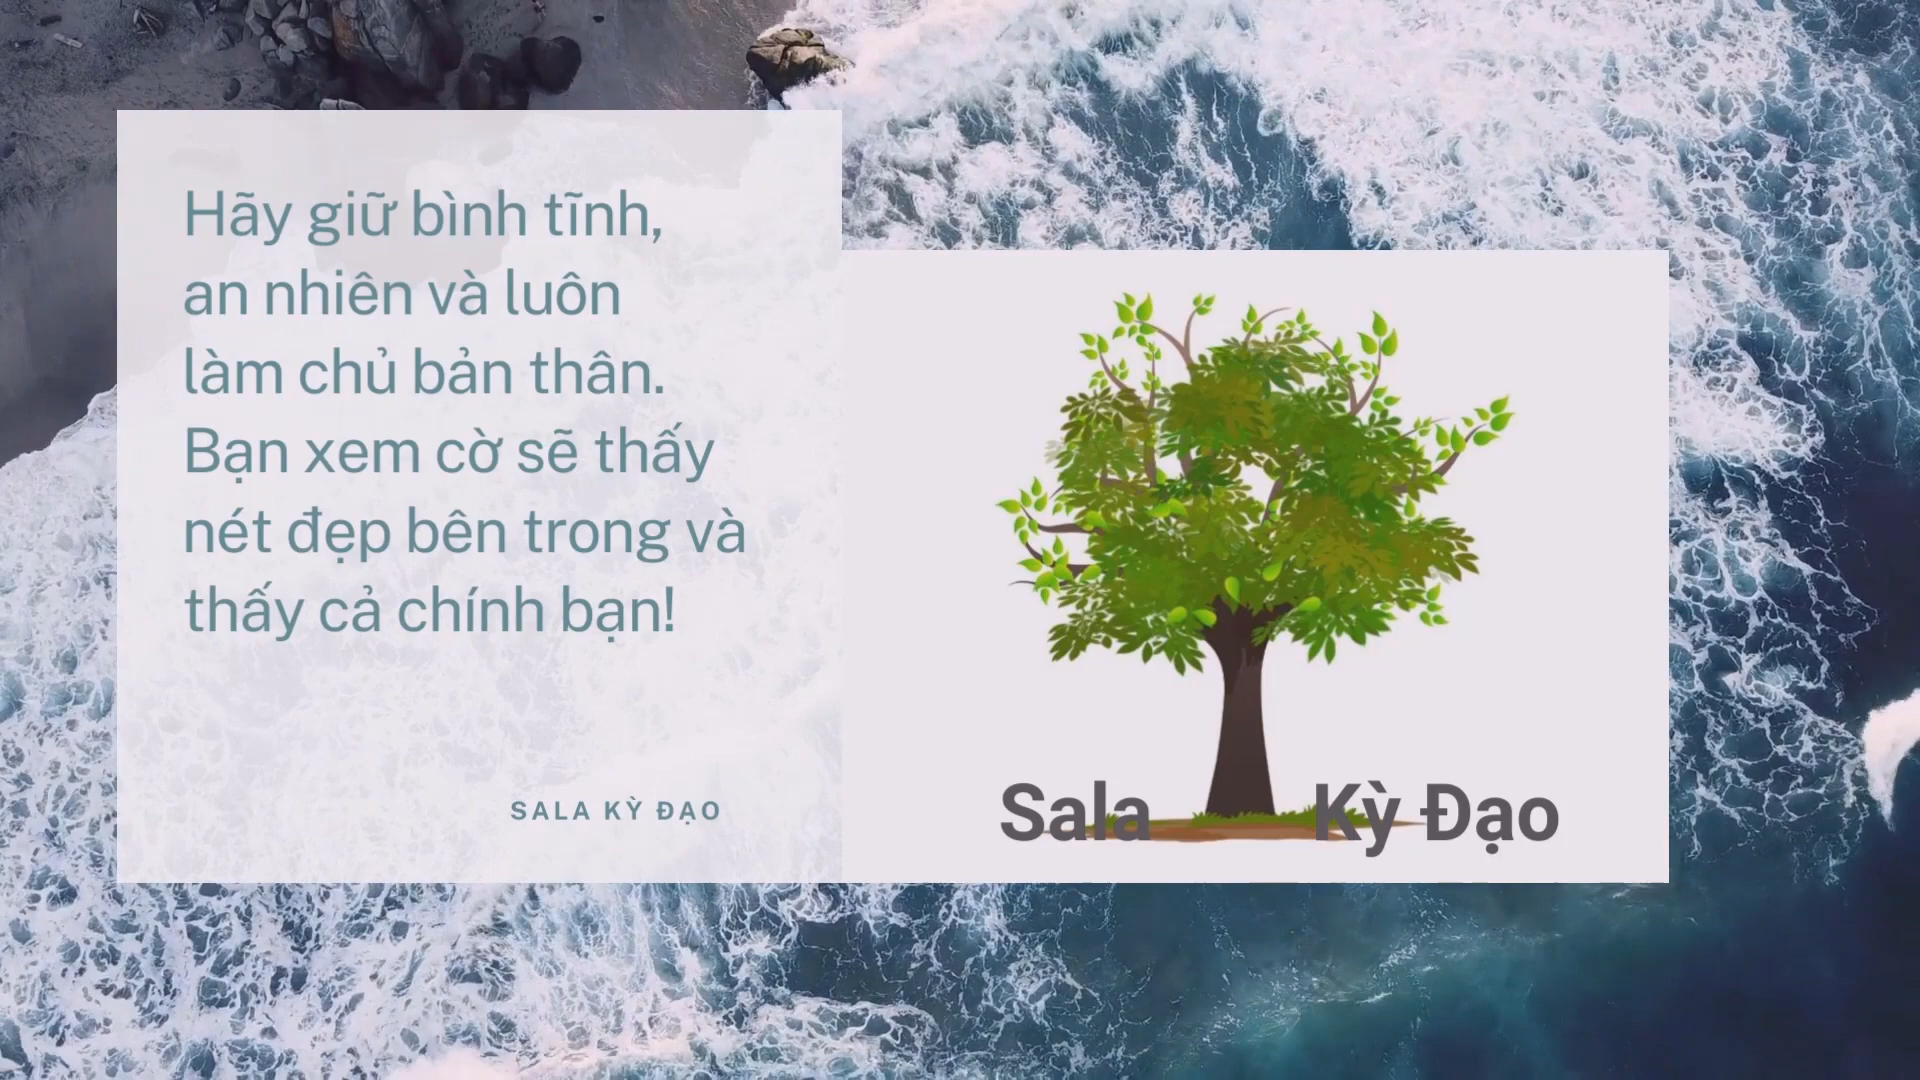 Hãy giữ bình tĩnh,
an nhiên và luôn
làm chủ bản thân.
Bạn xem cờ sẽ thấy
nét đẹp bên trong và
thấy cả chính bạn!
SALA KỲ ĐẠO
Sala Kỳ Đạo